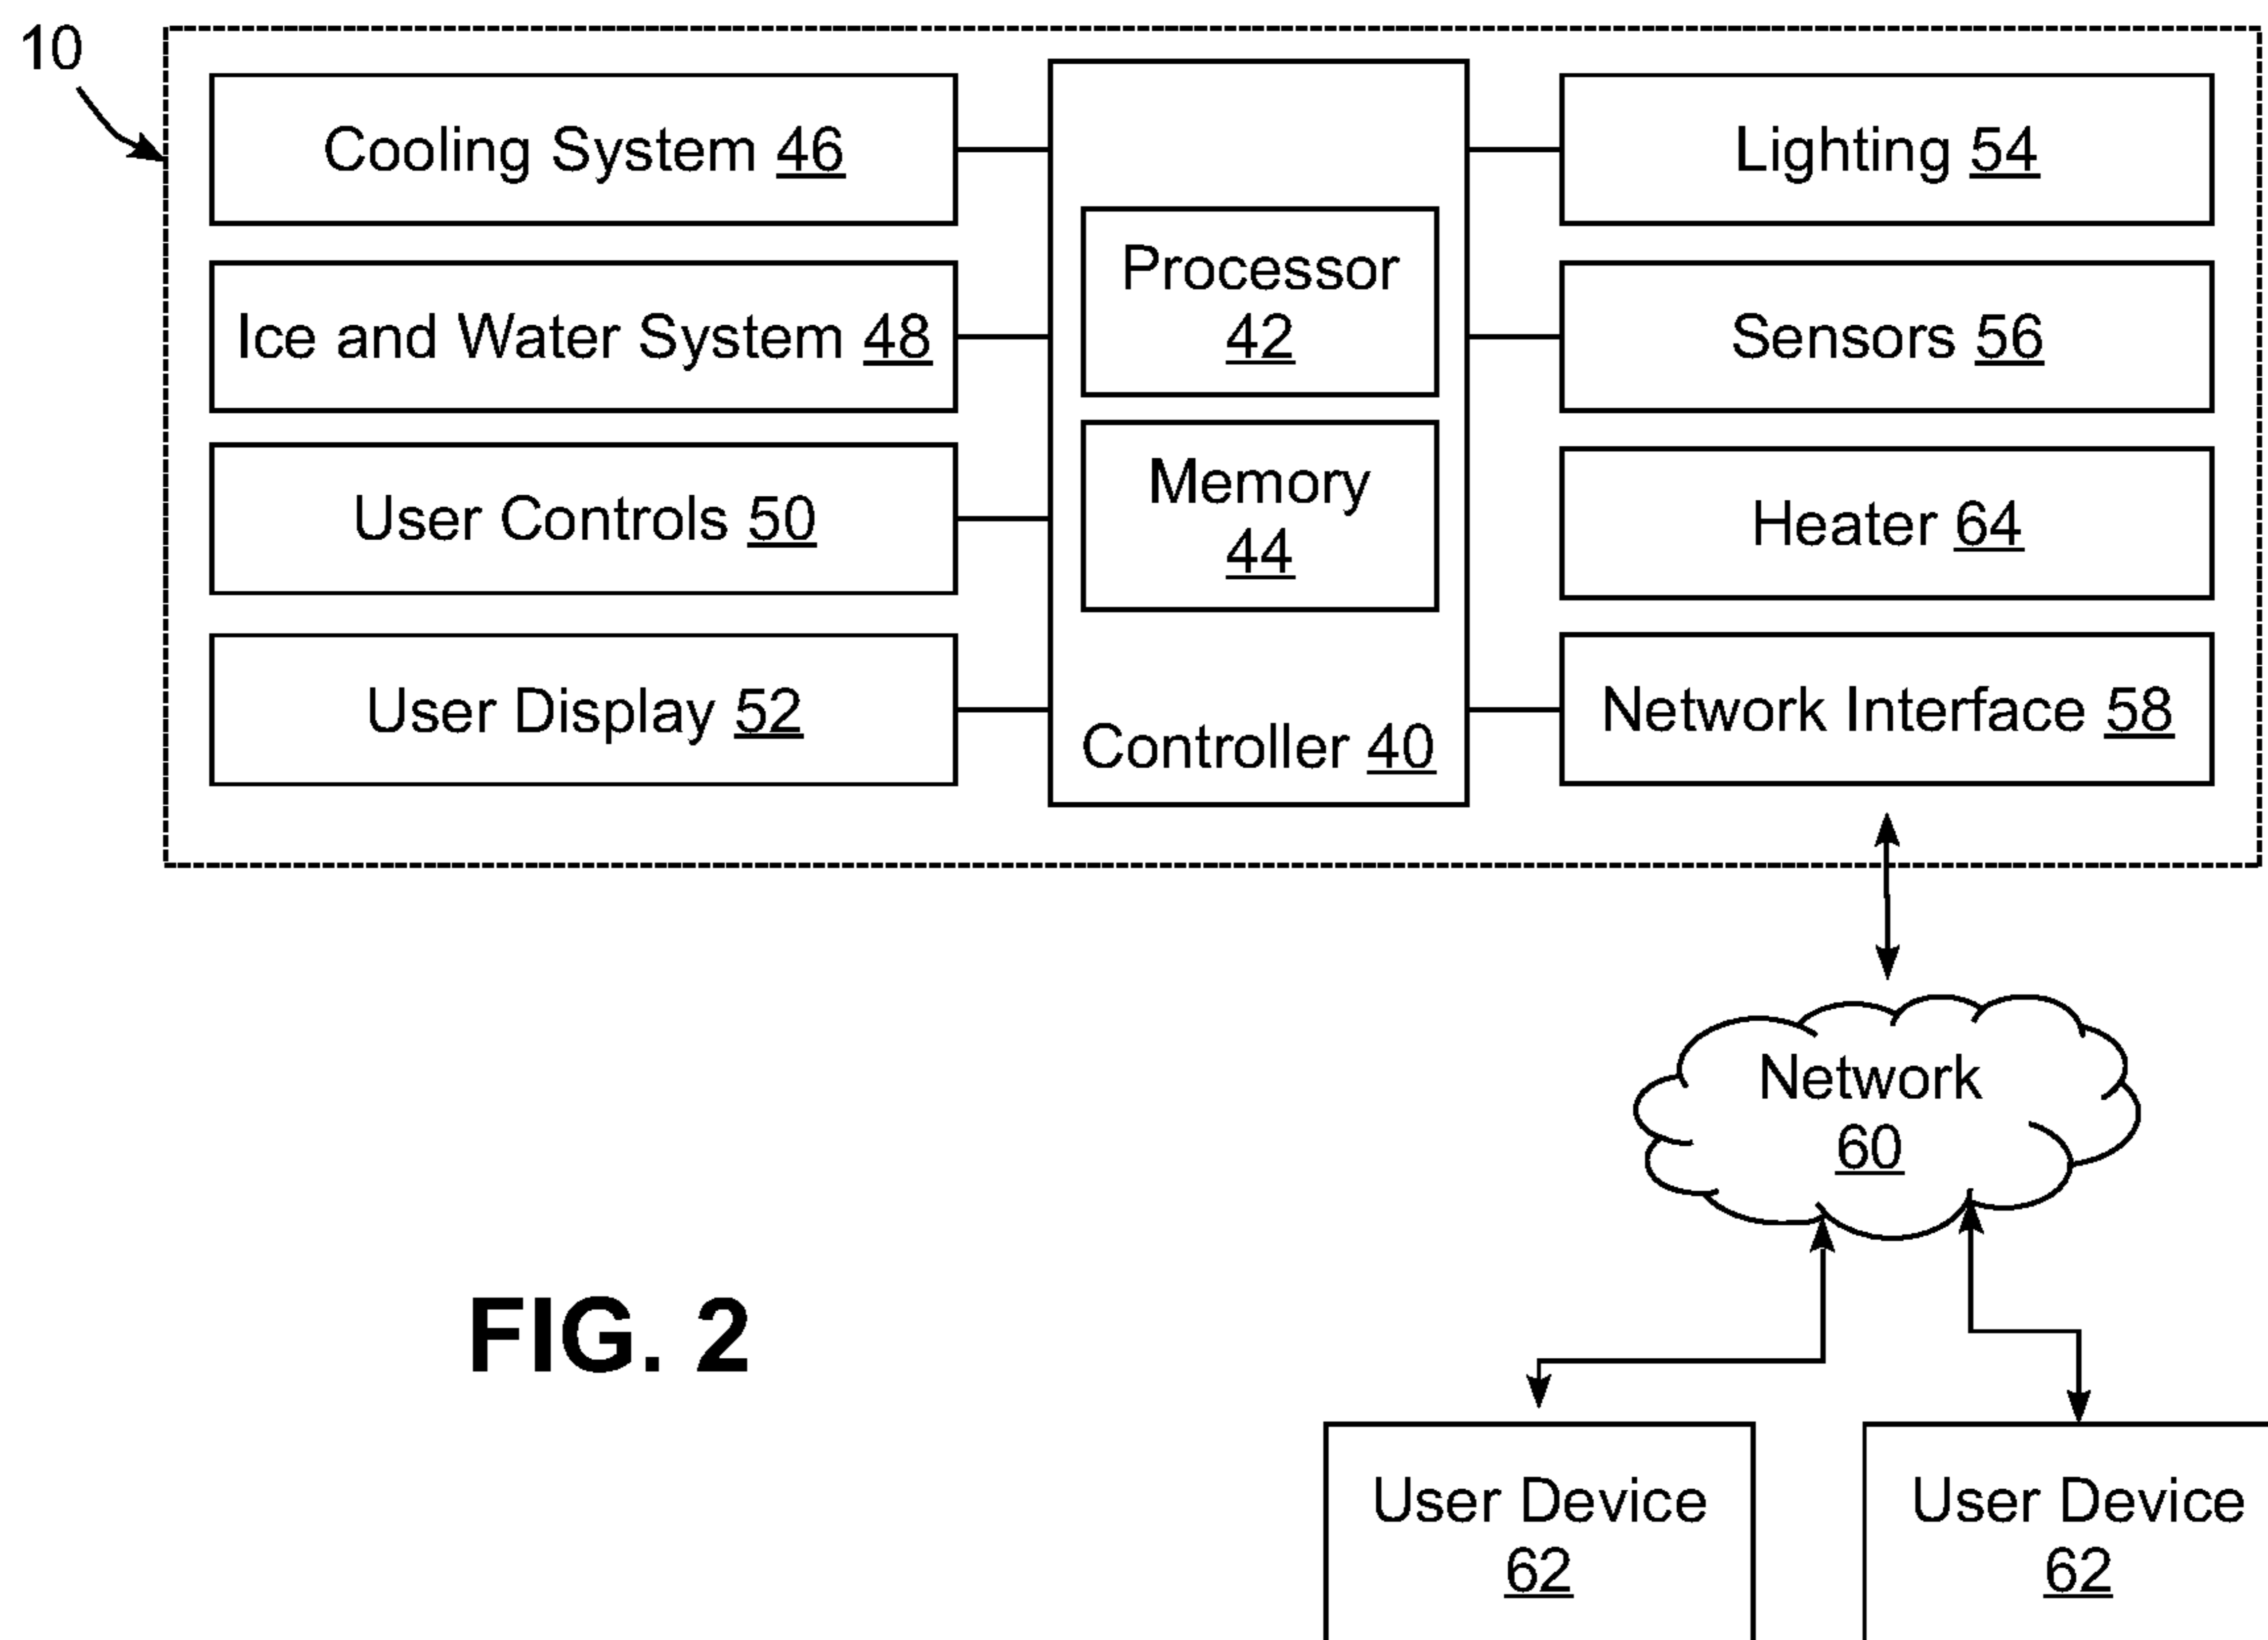 10
Cooling System 46
Ice and Water System 48
User Controls 50
User Display 52
Processor
42
Memory
44
Controller 40
Lighting 54
Sensors 56
Heater 64
Network Interface 58
Network
60
FIG. 2
User Device
62
User Device
62